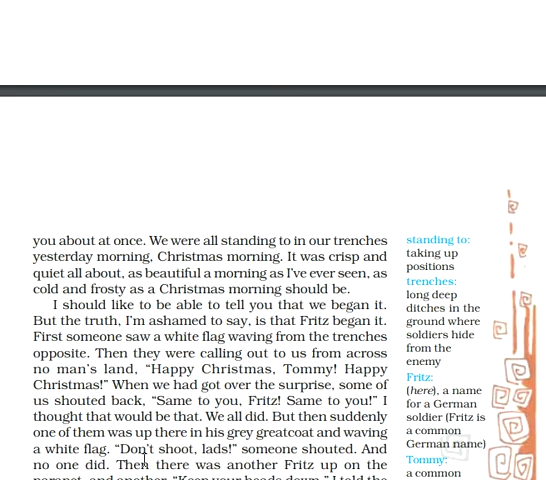 you about at once. We were all standing to in our trenches
yesterday morning, Christmas morning. It was crisp and
quiet all about, as beautiful a morning as I've ever seen, as
cold and frosty as a Christmas morning should be.
I should like to be able to tell you that we began it.
But the truth, I'm ashamed to say, is that Fritz began it.
First someone saw a white flag waving from the trenches
opposite. Then they were calling out to us from across
no man's land, “Happy Christmas, Tommy! Happy
Christmas!” When we had got over the surprise, some of
us shouted back, “Same to you, Fritz! Same to you!” I
thought that would be that. We all did. But then suddenly
one of them was up there in his grey greatcoat and waving
a white flag. “Don't shoot, lads!” someone shouted. And
no one did. Then there was another Fritz up on the
parapet, and another. “Keep your heads down,” I told the
standing to:
taking up
positions
trenches:
long deep
ditches in the
ground where
soldiers hide
from the
enemy
Fritz:
(here), a name
for a German
soldier (Fritz is
a common
German name)
Tommy:
a common